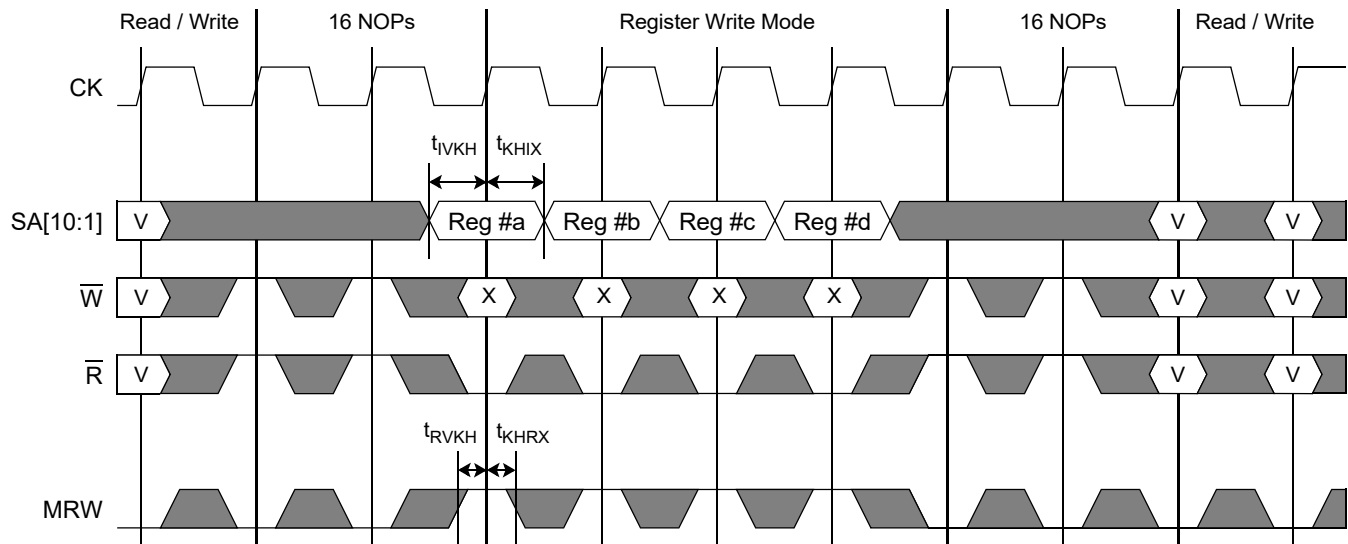 Read / Write 16 NOPs Register Write Mode 16 NOPs Read / Write
CK
tIVKH tKHIX
SA[10:1] V Reg #a Reg #b Reg #c Reg #d V V
W̅ V X X X X V V
R̅ V V V
tRVKH tKHRX
MRW